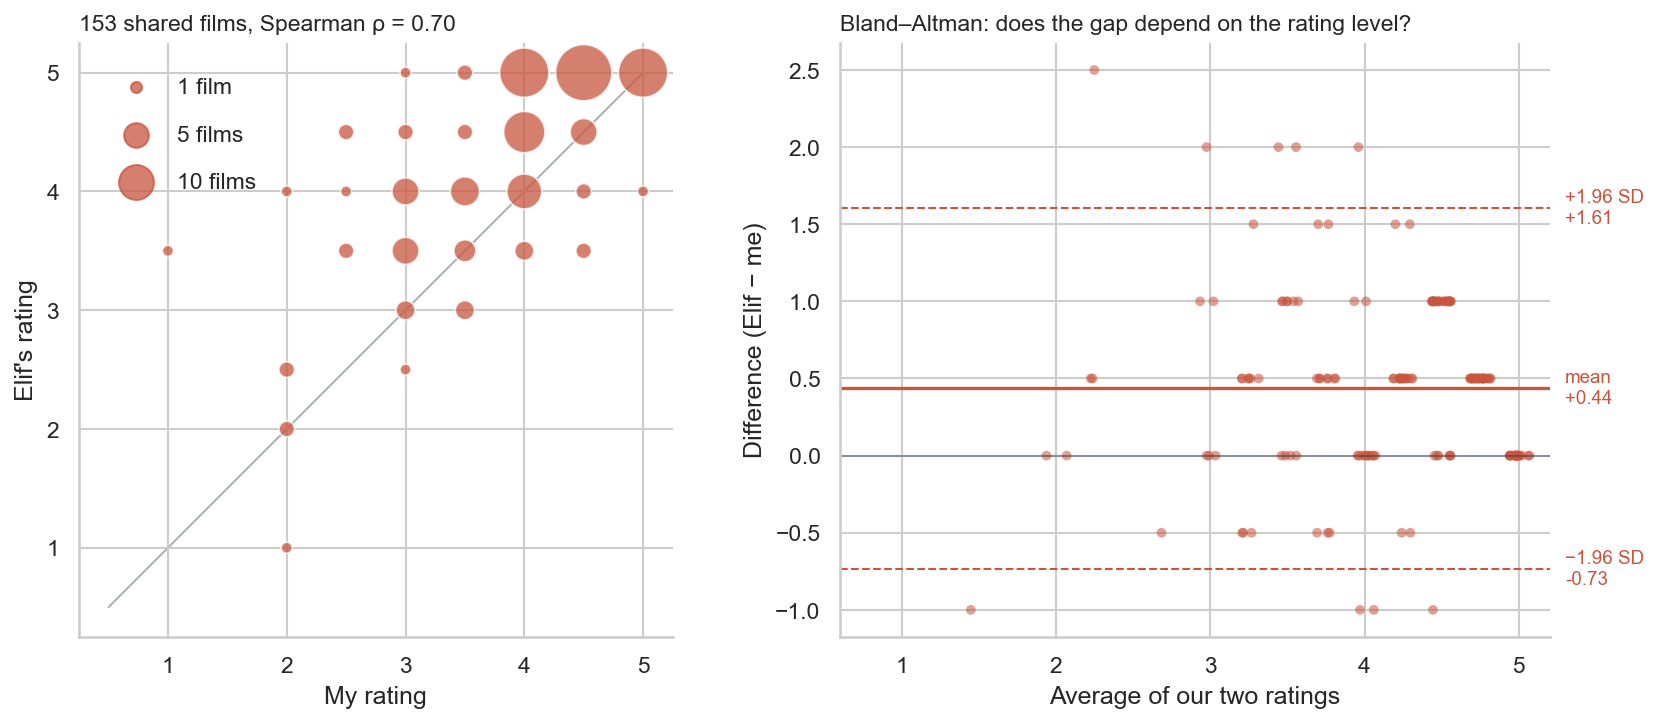 153 shared films, Spearman ρ = 0.70
5
4
3
2
1
1 film
5 films
10 films
Elif's rating
1 2 3 4 5
My rating
Bland–Altman: does the gap depend on the rating level?
2.5
2.0
1.5
1.0
0.5
0.0
−0.5
−1.0
Difference (Elif − me)
+1.96 SD
+1.61
mean
+0.44
−1.96 SD
-0.73
1 2 3 4 5
Average of our two ratings